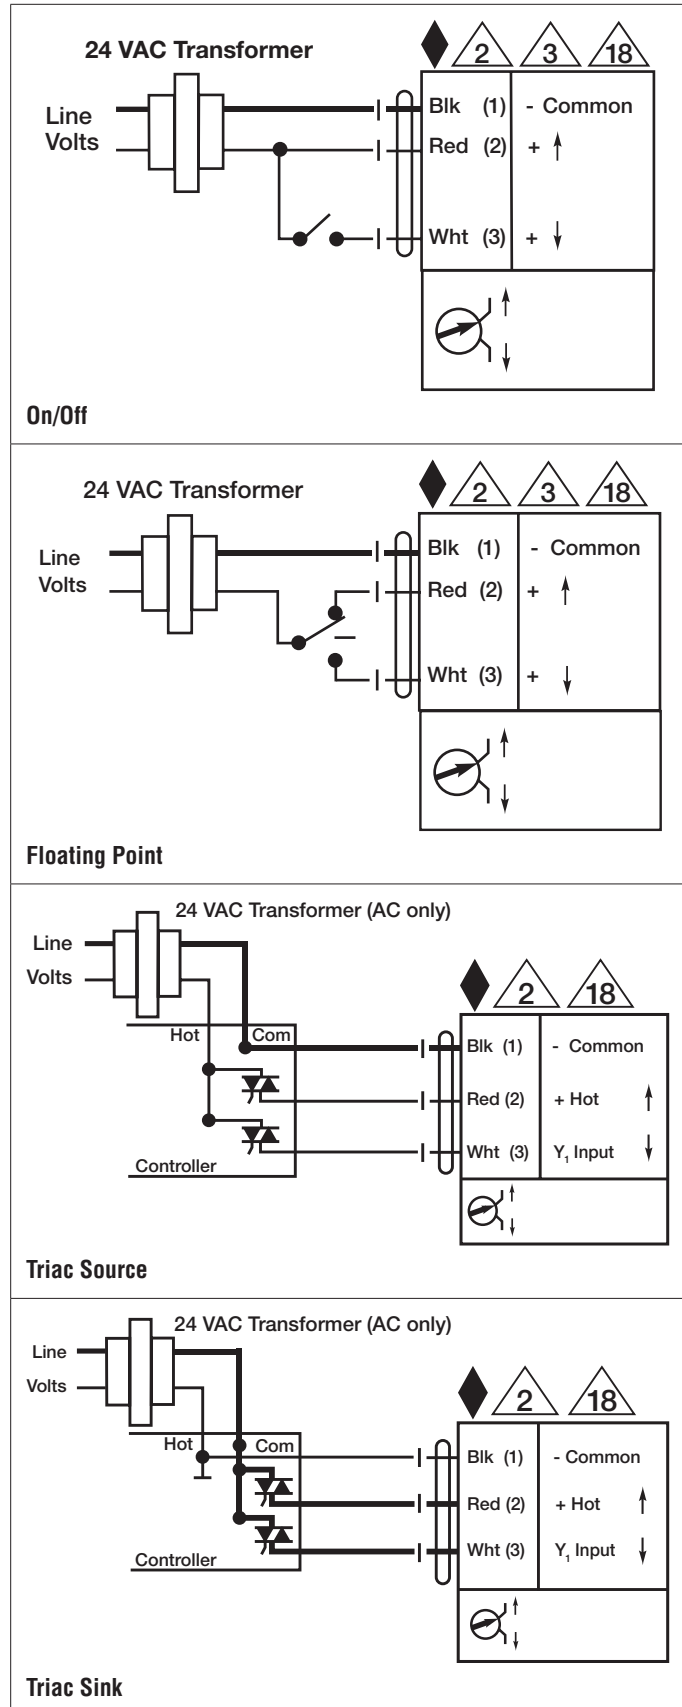 24 VAC Transformer
2 3 18
Line
Volts
Blk (1) - Common
Red (2) + ↑
Wht (3) + ↓
On/Off
24 VAC Transformer
2 3 18
Line
Volts
Blk (1) - Common
Red (2) + ↑
Wht (3) + ↓
Floating Point
24 VAC Transformer (AC only)
Line
Volts
2 18
Hot Com
Blk (1) - Common
Red (2) + Hot ↑
Wht (3) Y₁ Input ↓
Controller
Triac Source
24 VAC Transformer (AC only)
Line
Volts
2 18
Hot Com
Blk (1) - Common
Red (2) + Hot ↑
Wht (3) Y₁ Input ↓
Controller
Triac Sink